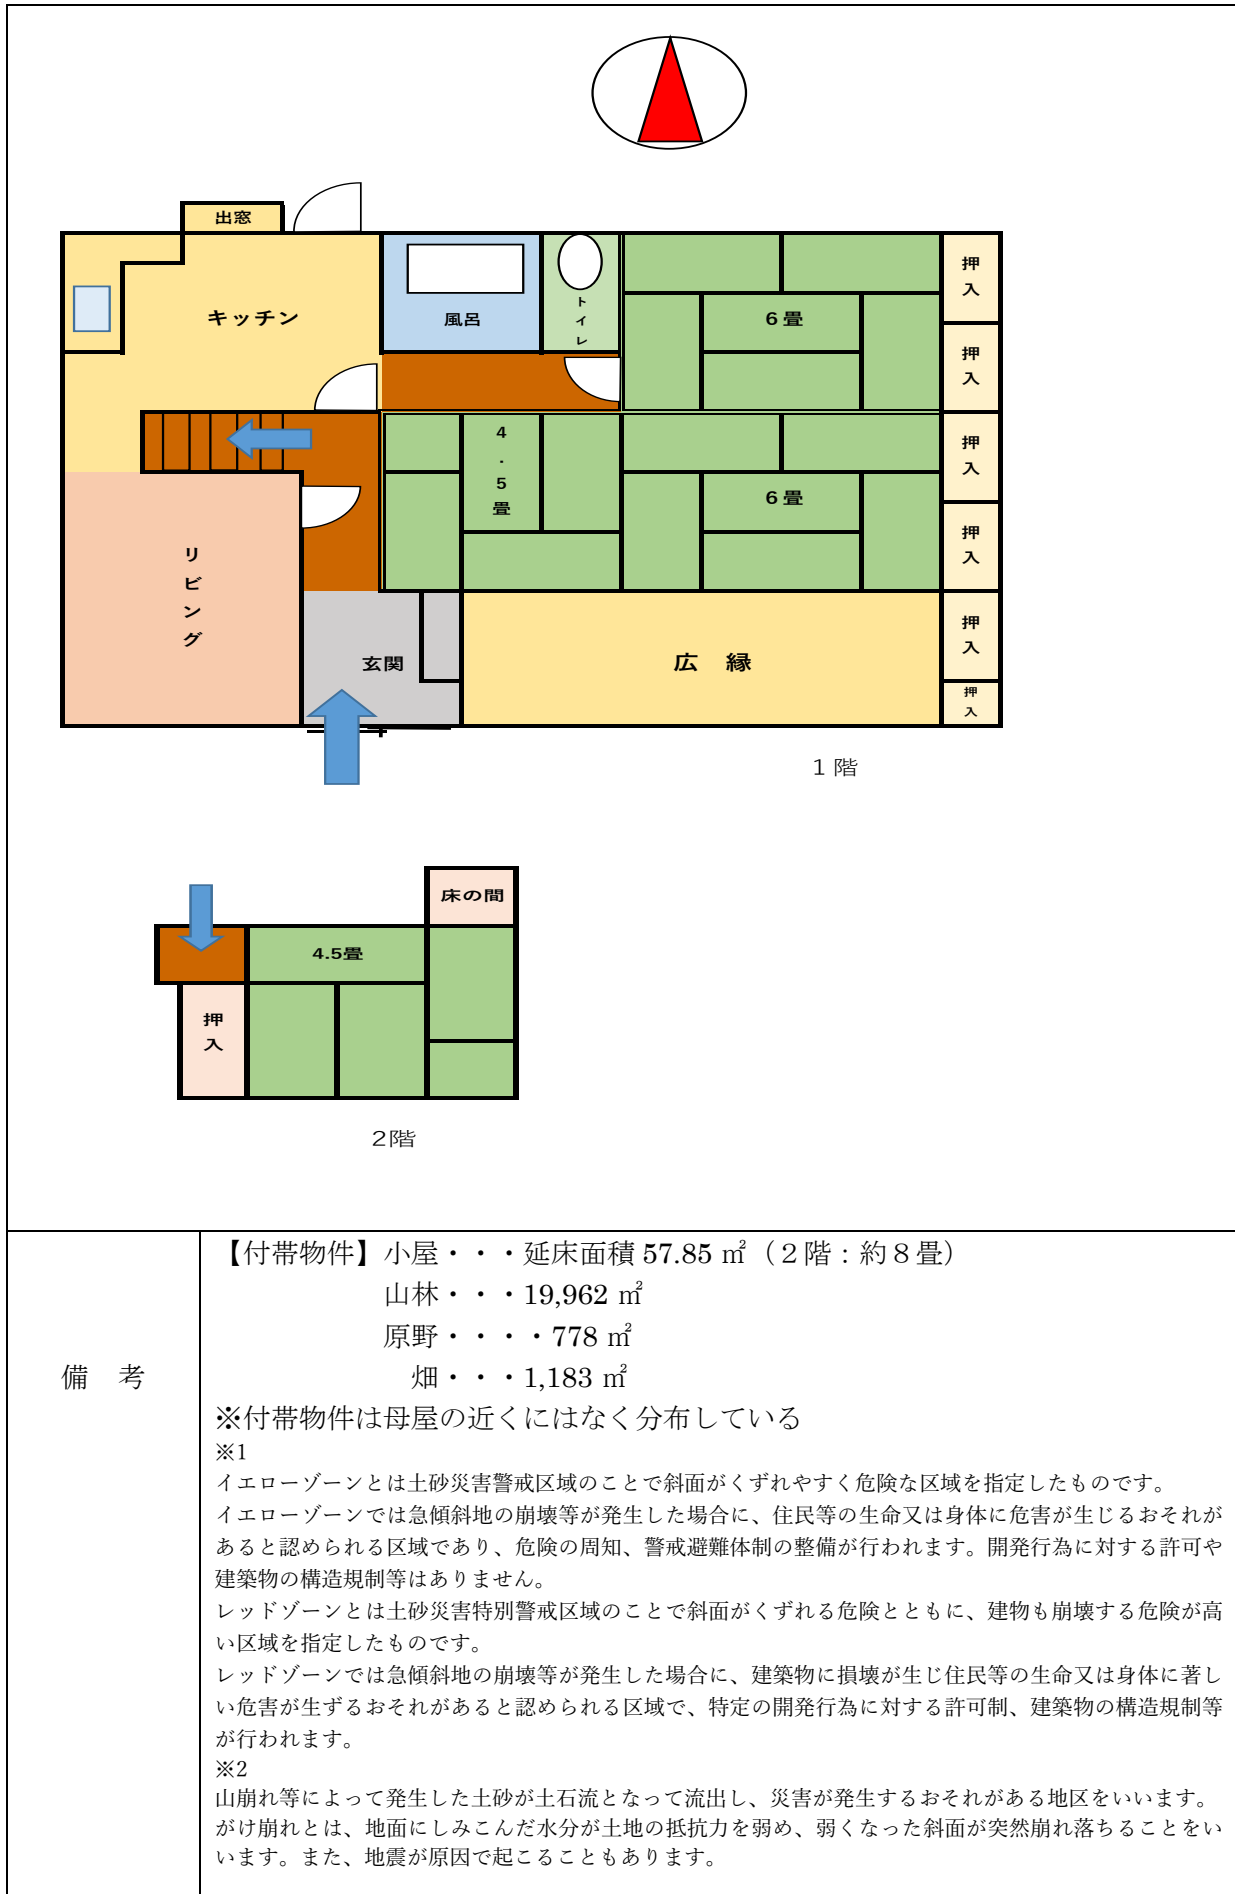 出窓
キッチン
風呂
トイレ
6畳
押入
押入
4.5畳
6畳
押入
押入
リビング
玄関
広 縁
押入
押入
1階
床の間
4.5畳
押入
2階
備 考
【付帯物件】小屋・・・延床面積 57.85 ㎡（２階：約８畳）
山林・・・19,962 ㎡
原野・・・・778 ㎡
畑・・・1,183 ㎡
※付帯物件は母屋の近くにはなく分布している
※1
イエローゾーンとは土砂災害警戒区域のことで斜面がくずれやすく危険な区域を指定したものです。
イエローゾーンでは急傾斜地の崩壊等が発生した場合に、住民等の生命又は身体に危害が生じるおそれが
あると認められる区域であり、危険の周知、警戒避難体制の整備が行われます。開発行為に対する許可や
建築物の構造規制等はありません。
レッドゾーンとは土砂災害特別警戒区域のことで斜面がくずれる危険とともに、建物も崩壊する危険が高
い区域を指定したものです。
レッドゾーンでは急傾斜地の崩壊等が発生した場合に、建築物に損壊が生じ住民等の生命又は身体に著し
い危害が生ずるおそれがあると認められる区域で、特定の開発行為に対する許可制、建築物の構造規制等
が行われます。
※2
山崩れ等によって発生した土砂が土石流となって流出し、災害が発生するおそれがある地区をいいます。
がけ崩れとは、地面にしみこんだ水分が土地の抵抗力を弱め、弱くなった斜面が突然崩れ落ちることをい
います。また、地震が原因で起こることもあります。